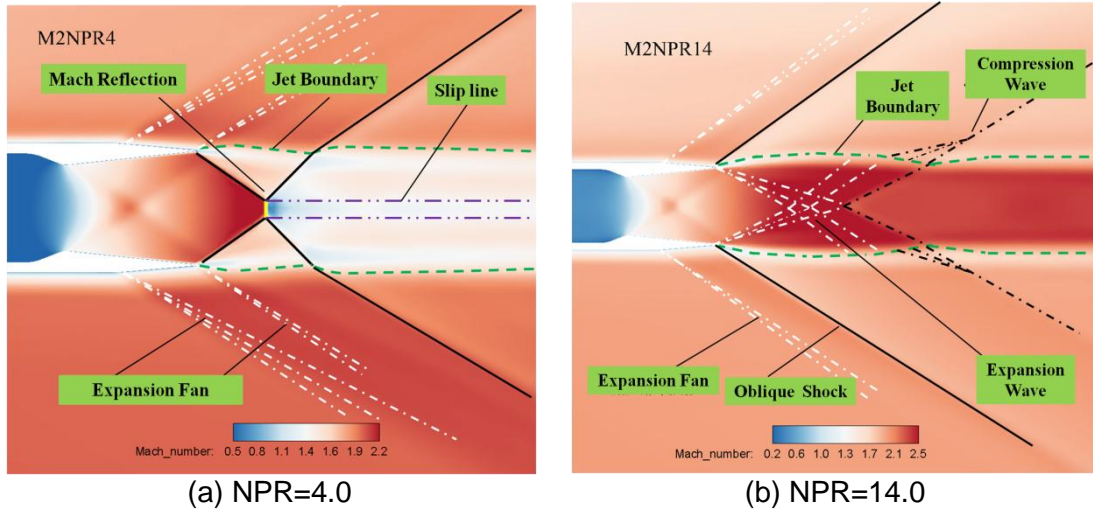 M2NPR4
Mach Reflection
Jet Boundary
Slip line
Expansion Fan
Mach_number: 0.5 0.8 1.1 1.4 1.6 1.9 2.2
(a) NPR=4.0
M2NPR14
Jet
Boundary
Compression
Wave
Expansion Fan
Oblique Shock
Expansion
Wave
Mach_number: 0.2 0.6 1.0 1.3 1.7 2.1 2.5
(b) NPR=14.0